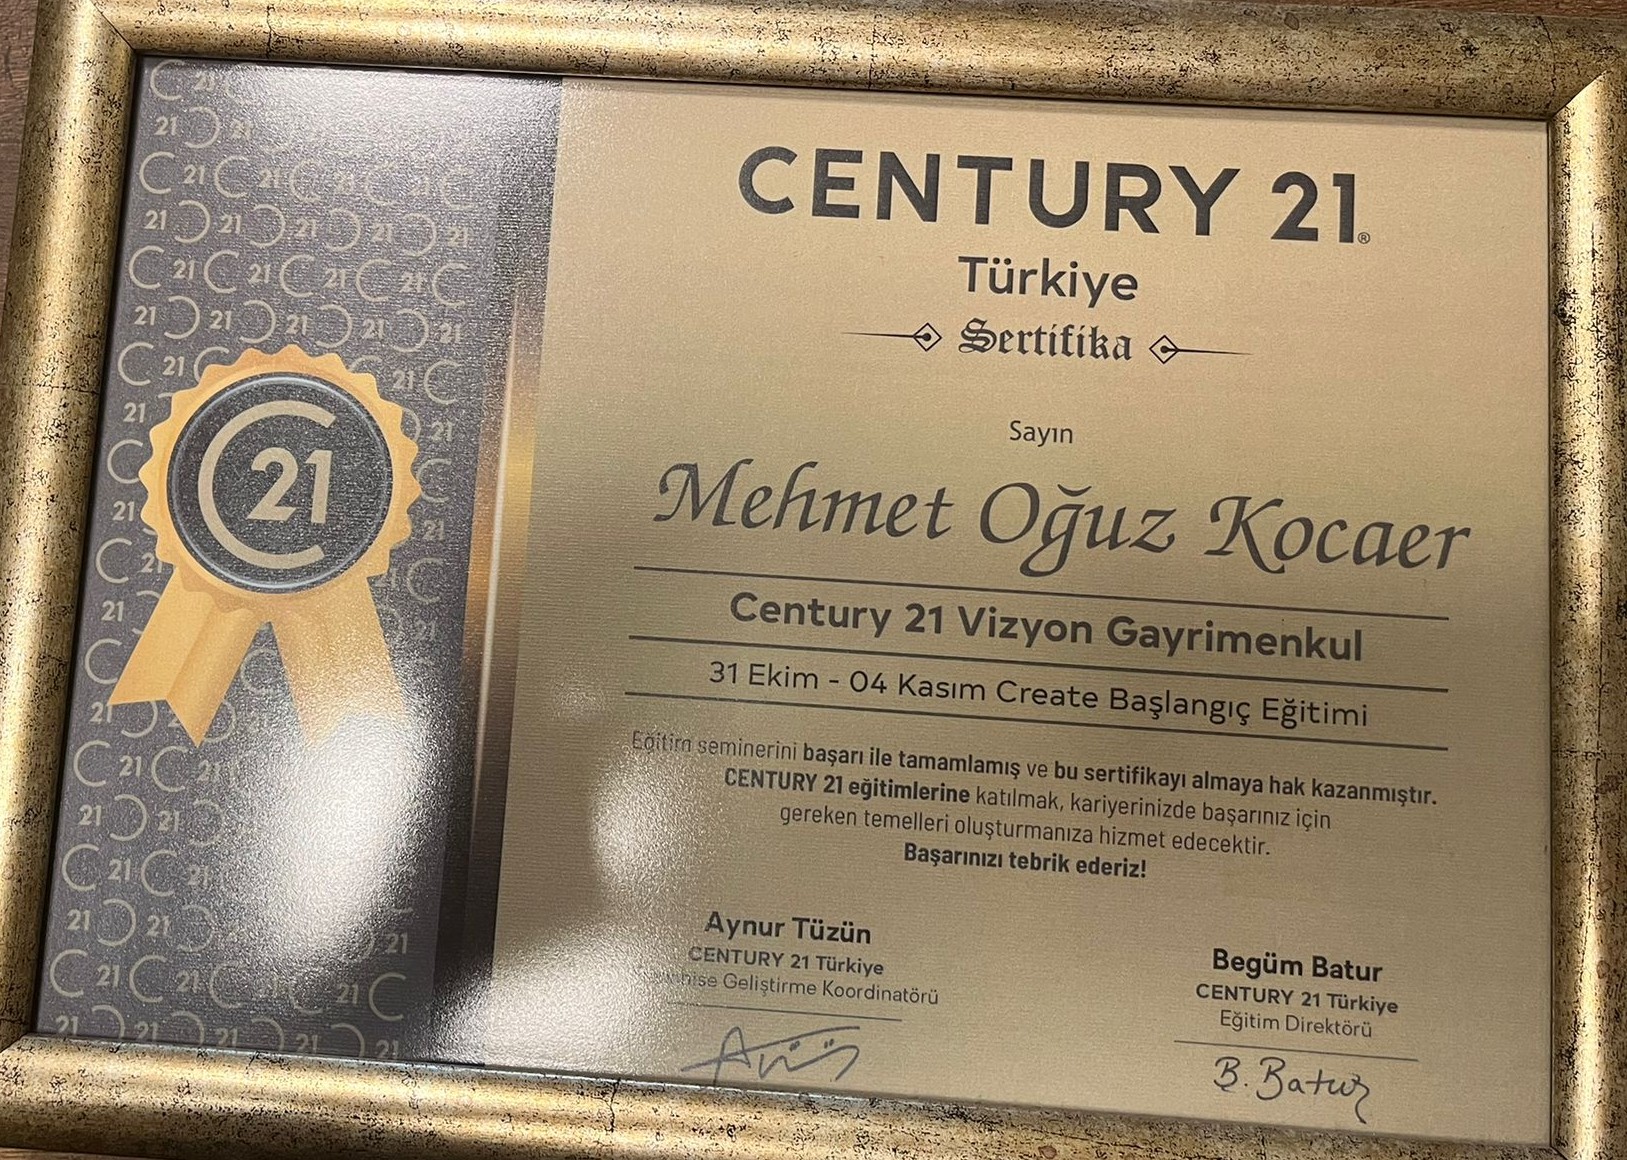 CENTURY 21®
Türkiye
Sertifika
Sayın
Mehmet Oğuz Kocaer
Century 21 Vizyon Gayrimenkul
31 Ekim - 04 Kasım Create Başlangıç Eğitimi
Eğitim seminerini başarı ile tamamlamış ve bu sertifikayı almaya hak kazanmıştır.
CENTURY 21 eğitimlerine katılmak, kariyerinizde başarınız için
gereken temelleri oluşturmanıza hizmet edecektir.
Başarınızı tebrik ederiz!
Aynur Tüzün
CENTURY 21 Türkiye
Geliştirme Koordinatörü
Begüm Batur
CENTURY 21 Türkiye
Eğitim Direktörü
B. Batur
C21